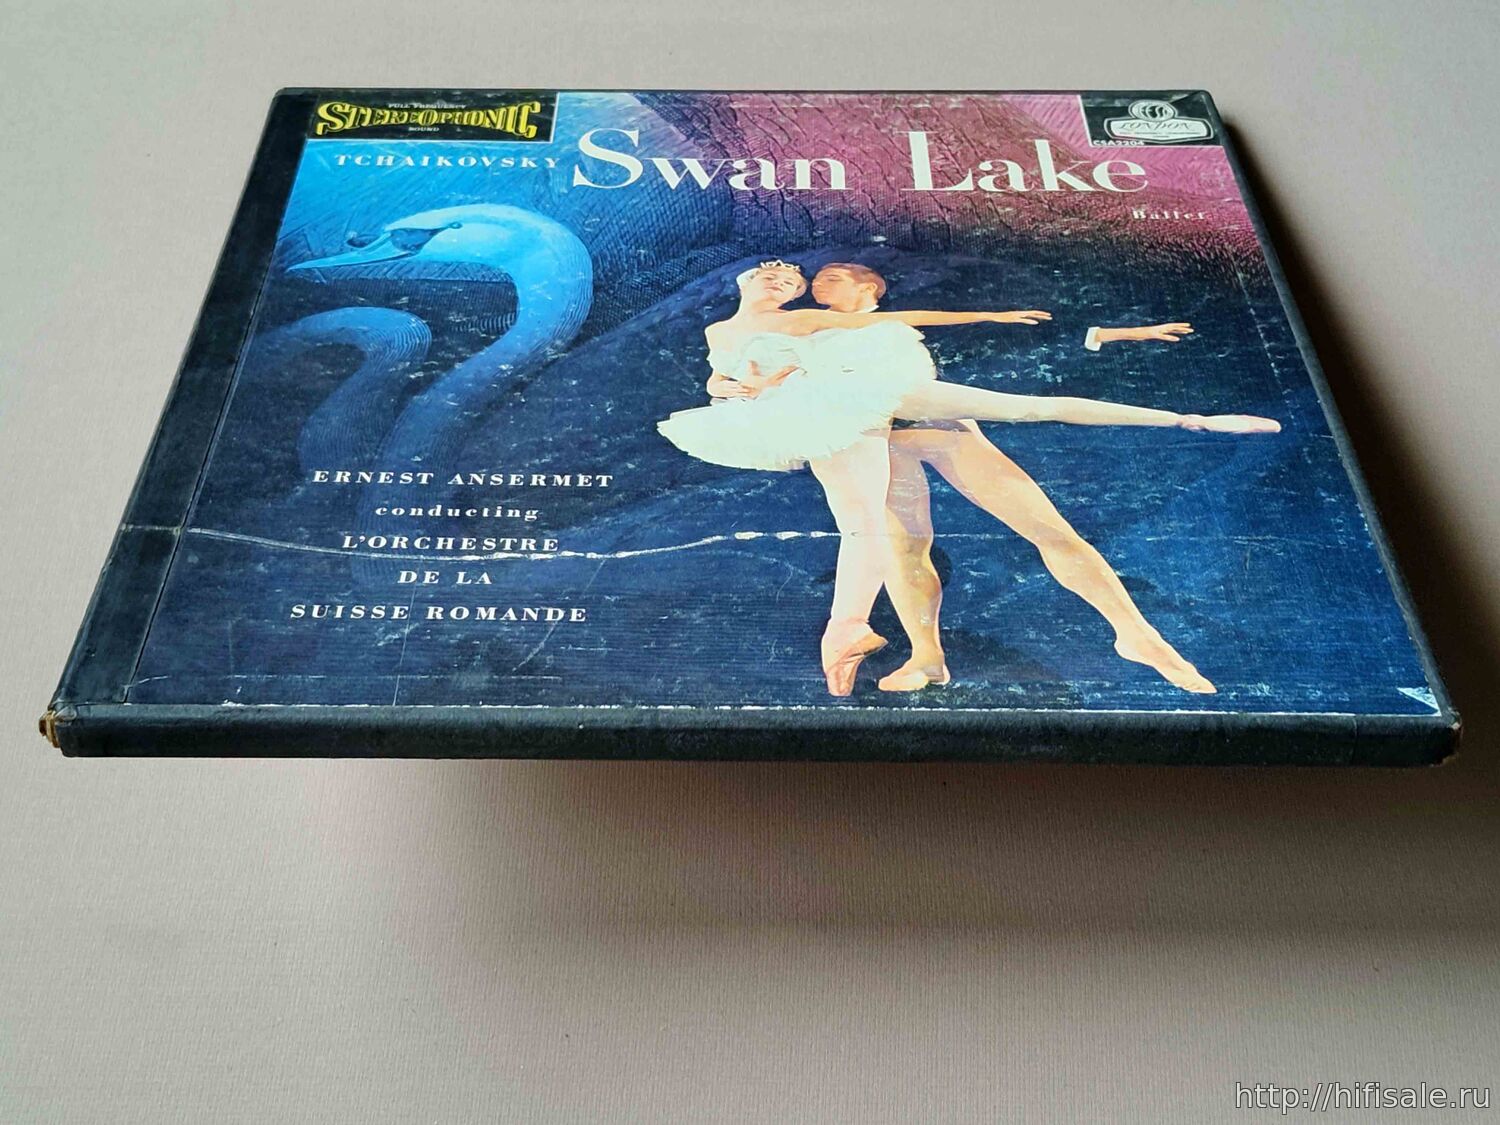 FULL FREQUENCY
STEREOPHONIC
SOUND
FFSS
LONDON
CSA2204
TCHAIKOVSKY
Swan Lake
Ballet
ERNEST ANSERMET
conducting
L'ORCHESTRE
DE LA
SUISSE ROMANDE
http://hifisale.ru